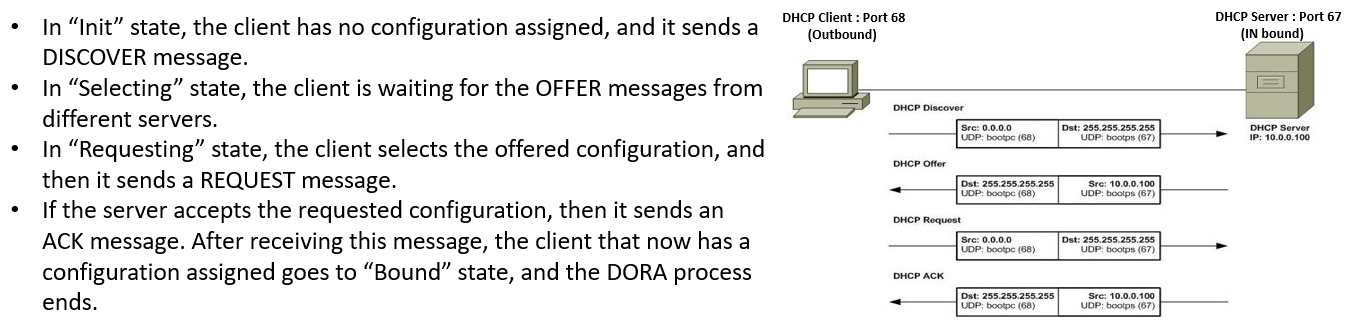 • In “Init” state, the client has no configuration assigned, and it sends a
DISCOVER message.
• In “Selecting” state, the client is waiting for the OFFER messages from
different servers.
• In “Requesting” state, the client selects the offered configuration, and
then it sends a REQUEST message.
• If the server accepts the requested configuration, then it sends an
ACK message. After receiving this message, the client that now has a
configuration assigned goes to “Bound” state, and the DORA process
ends.
DHCP Client : Port 68
(Outbound)
DHCP Server : Port 67
(IN bound)
DHCP Server
IP: 10.0.0.100
DHCP Discover
Src: 0.0.0.0
UDP: bootpc (68)
Dst: 255.255.255.255
UDP: bootps (67)
DHCP Offer
Dst: 255.255.255.255
UDP: bootpc (68)
Src: 10.0.0.100
UDP: bootps (67)
DHCP Request
Src: 0.0.0.0
UDP: bootpc (68)
Dst: 255.255.255.255
UDP: bootps (67)
DHCP ACK
Dst: 255.255.255.255
UDP: bootpc (68)
Src: 10.0.0.100
UDP: bootps (67)